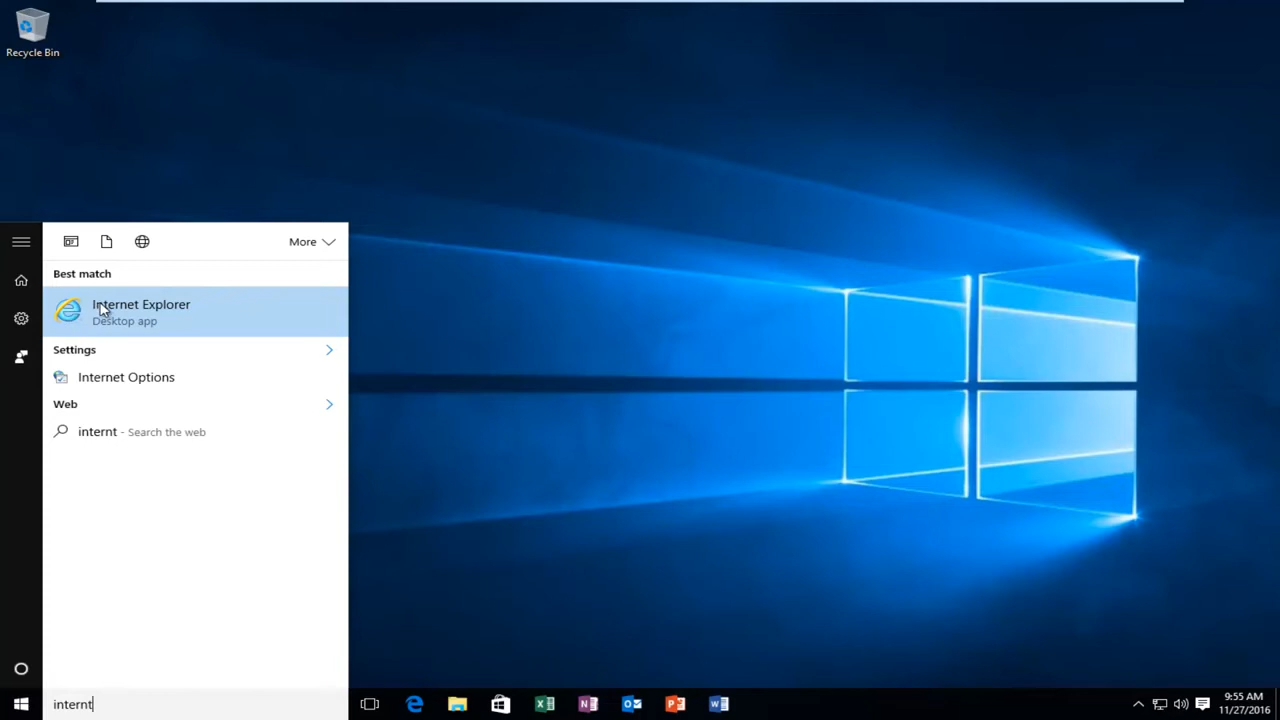 Recycle Bin
More
Best match
Internet Explorer
Desktop app
Settings
Internet Options
Web
internt - Search the web
internt
9:55 AM
11/27/2016